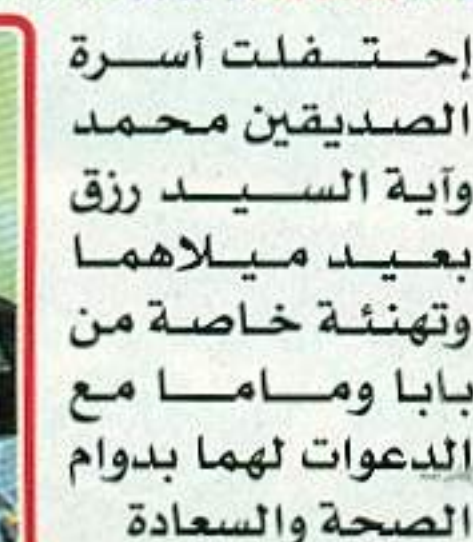 إحتفلت أسرة
الصديقين محمد
وآية السيد رزق
بعيد ميلاهما
وتهنئة خاصة من
بابا وماما مع
الدعوات لهما بدوام
الصحة والسعادة